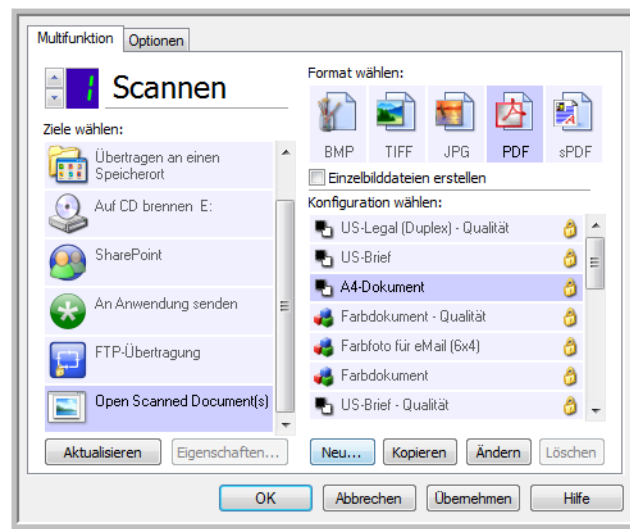 Multifunktion
Optionen
1 Scannen
Ziele wählen:
Übertragen an einen
Speicherort
Auf CD brennen E:
SharePoint
An Anwendung senden
FTP-Übertragung
Open Scanned Document(s)
Aktualisieren
Eigenschaften...
Format wählen:
BMP
TIFF
JPG
PDF
sPDF
Einzelbilddateien erstellen
Konfiguration wählen:
US-Legal (Duplex) - Qualität
US-Brief
A4-Dokument
Farbdokument - Qualität
Farbfoto für eMail (6x4)
Farbdokument
US-Brief - Qualität
Neu...
Kopieren
Ändern
Löschen
OK
Abbrechen
Übernehmen
Hilfe